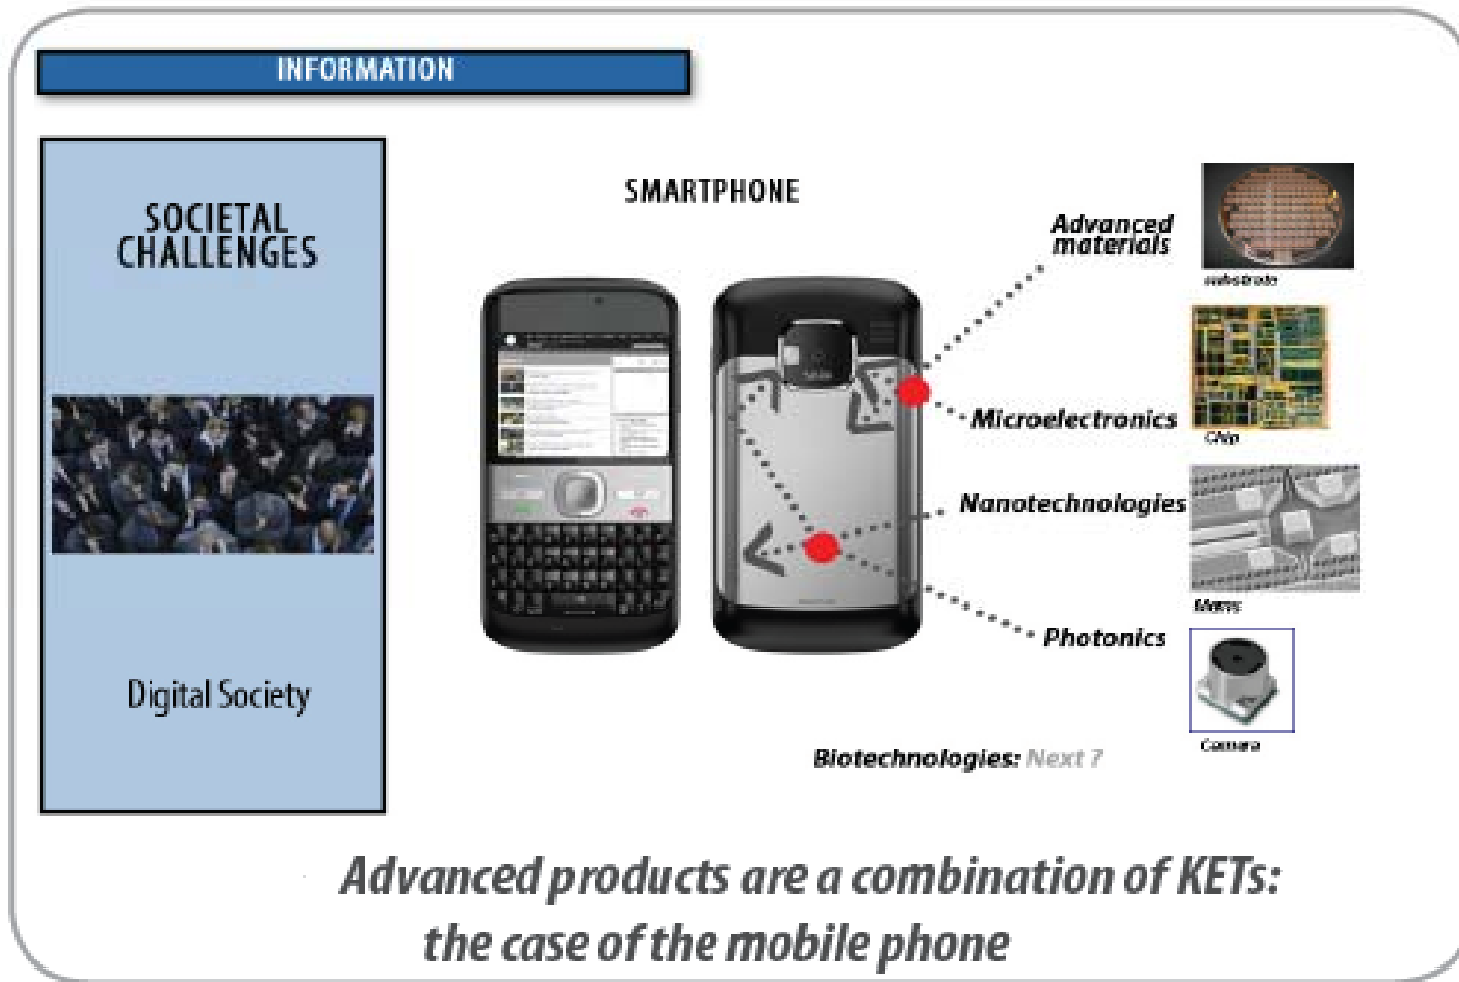 INFORMATION
SOCIETAL
CHALLENGES
Digital Society
SMARTPHONE
Advanced
materials
substrate
Microelectronics
Chip
Nanotechnologies
Mems
Photonics
Camera
Biotechnologies: Next ?
Advanced products are a combination of KETs:
the case of the mobile phone